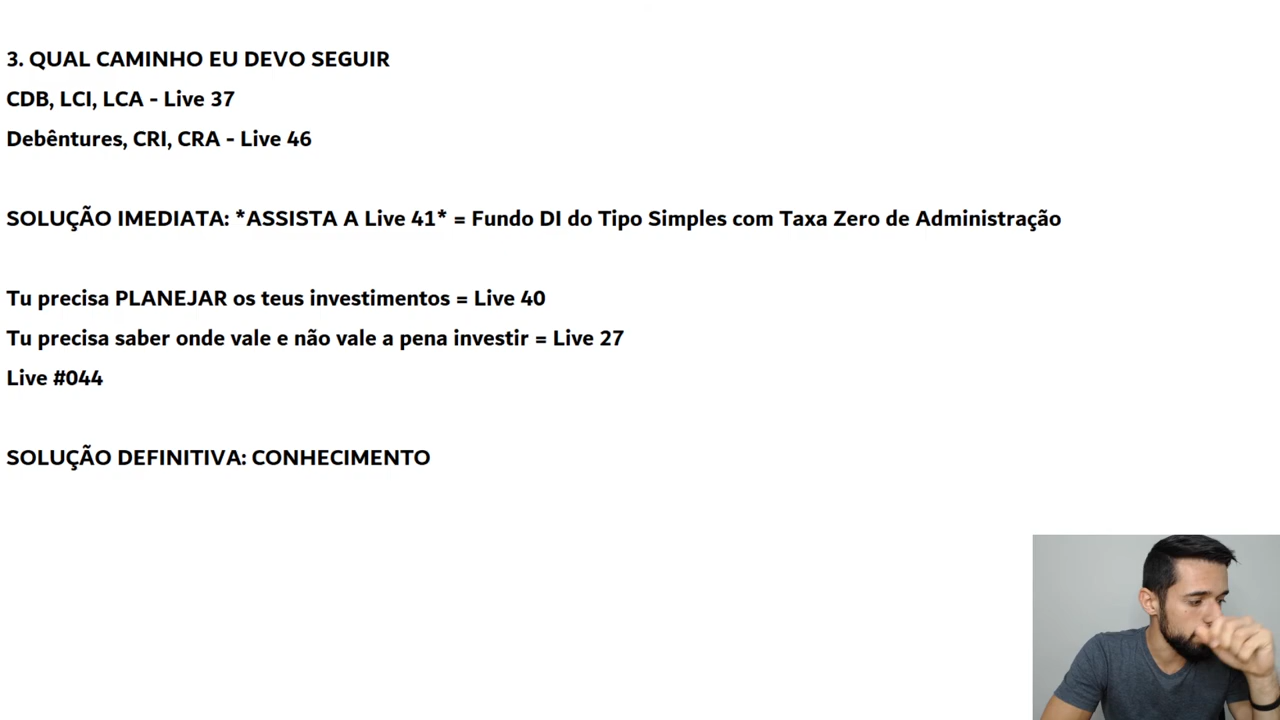 3. QUAL CAMINHO EU DEVO SEGUIR
CDB, LCI, LCA - Live 37
Debêntures, CRI, CRA - Live 46
SOLUÇÃO IMEDIATA: *ASSISTA A Live 41* = Fundo DI do Tipo Simples com Taxa Zero de Administração
Tu precisa PLANEJAR os teus investimentos = Live 40
Tu precisa saber onde vale e não vale a pena investir = Live 27
Live #044
SOLUÇÃO DEFINITIVA: CONHECIMENTO